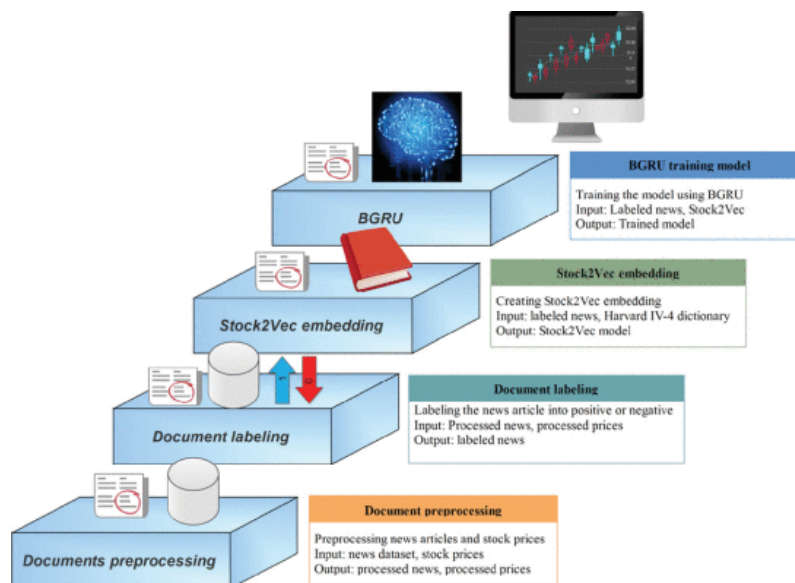 BGRU training model
Training the model using BGRU
Input: Labeled news, Stock2Vec
Output: Trained model
BGRU
Stock2Vec embedding
Creating Stock2Vec embedding
Input: labeled news, Harvard IV-4 dictionary
Output: Stock2Vec model
Stock2Vec embedding
1
0
Document labeling
Labeling the news article into positive or negative
Input: Processed news, processed prices
Output: labeled news
Document labeling
Document preprocessing
Preprocessing news articles and stock prices
Input: news dataset, stock prices
Output: processed news, processed prices
Documents preprocessing